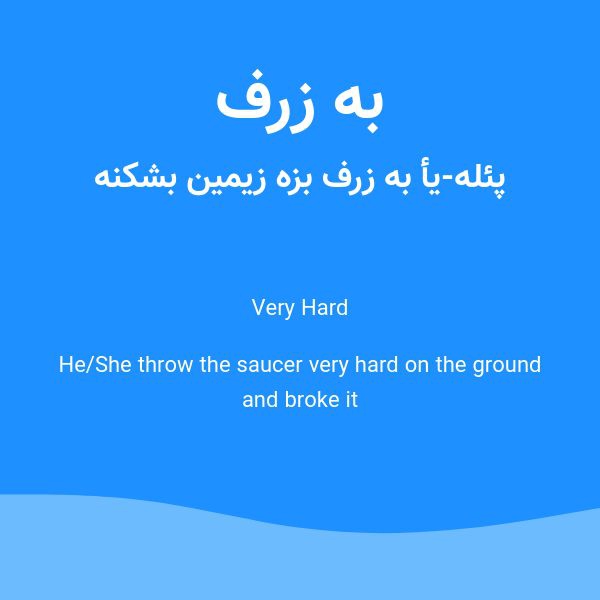 به زرف
پئله-یأ به زرف بزه زیمین بشکنه
Very Hard
He/She throw the saucer very hard on the ground
and broke it